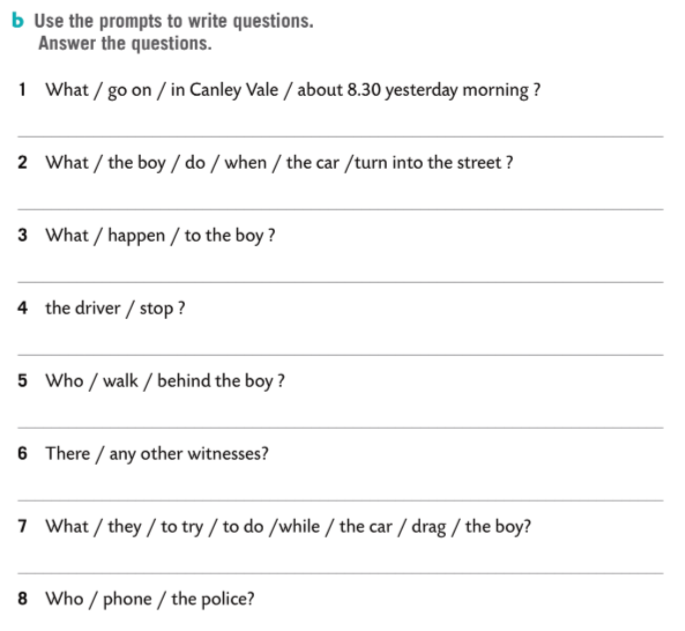 b Use the prompts to write questions.
Answer the questions.
1 What / go on / in Canley Vale / about 8.30 yesterday morning ?
2 What / the boy / do / when / the car /turn into the street ?
3 What / happen / to the boy ?
4 the driver / stop ?
5 Who / walk / behind the boy ?
6 There / any other witnesses?
7 What / they / to try / to do /while / the car / drag / the boy?
8 Who / phone / the police?